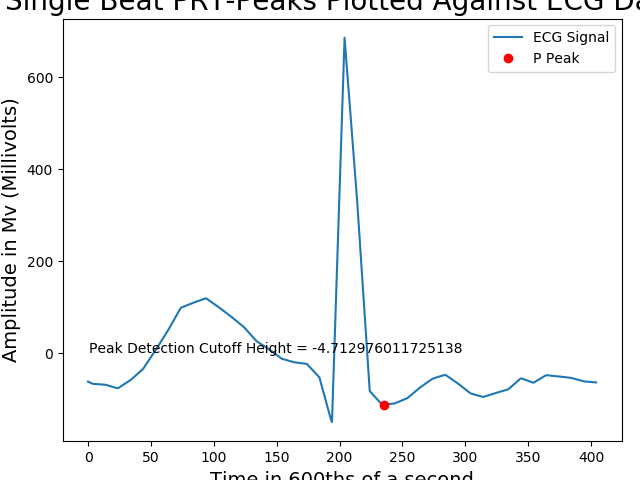 Single Beat PRT-Peaks Plotted Against ECG Da
ECG Signal
P Peak
Amplitude in Mv (Millivolts)
600
400
200
0
Peak Detection Cutoff Height = -4.712976011725138
0 50 100 150 200 250 300 350 400
Time in 600ths of a second